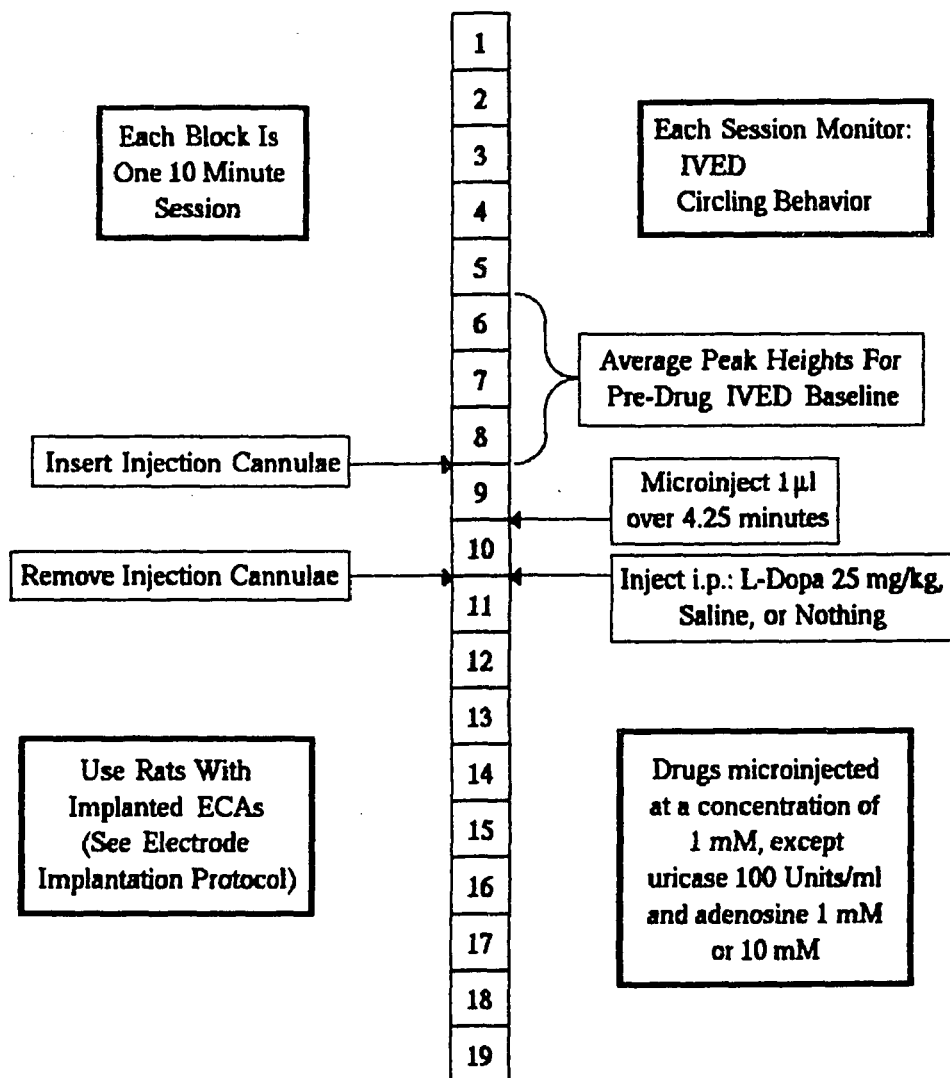 1
2
3
4
5
6
7
8
9
10
11
12
13
14
15
16
17
18
19
Each Block Is
One 10 Minute
Session
Each Session Monitor:
IVED
Circling Behavior
Average Peak Heights For
Pre-Drug IVED Baseline
Insert Injection Cannulae
Microinject 1 µl
over 4.25 minutes
Remove Injection Cannulae
Inject i.p.: L-Dopa 25 mg/kg,
Saline, or Nothing
Use Rats With
Implanted ECAs
(See Electrode
Implantation Protocol)
Drugs microinjected
at a concentration of
1 mM, except
uricase 100 Units/ml
and adenosine 1 mM
or 10 mM